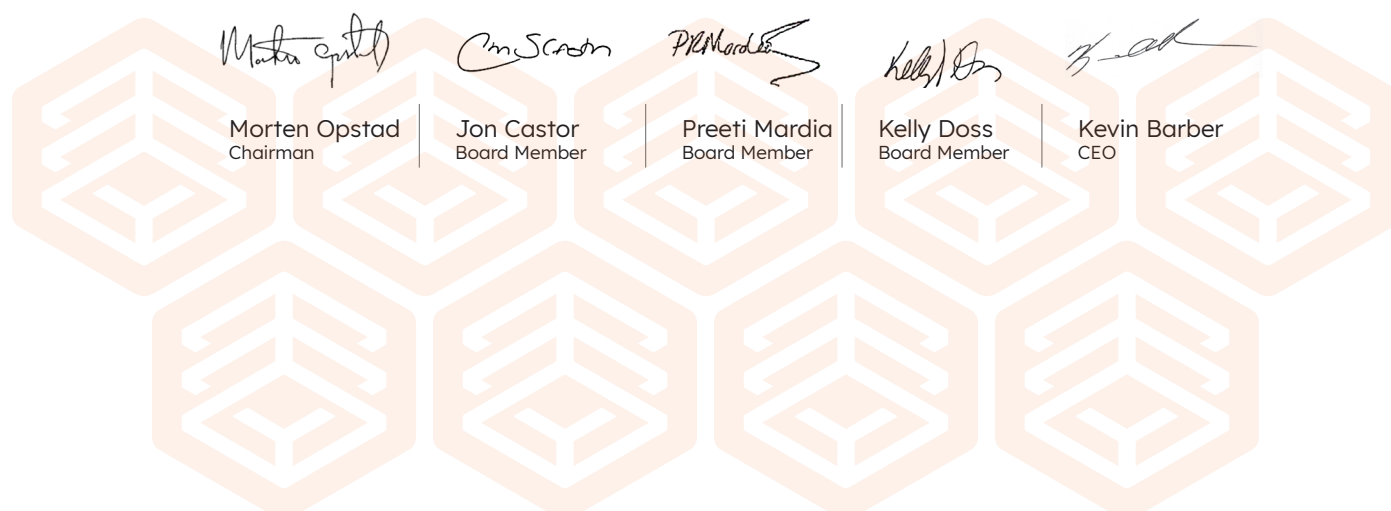 Morten Opstad
Chairman
Jon Castor
Board Member
Preeti Mardia
Board Member
Kelly Doss
Board Member
Kevin Barber
CEO